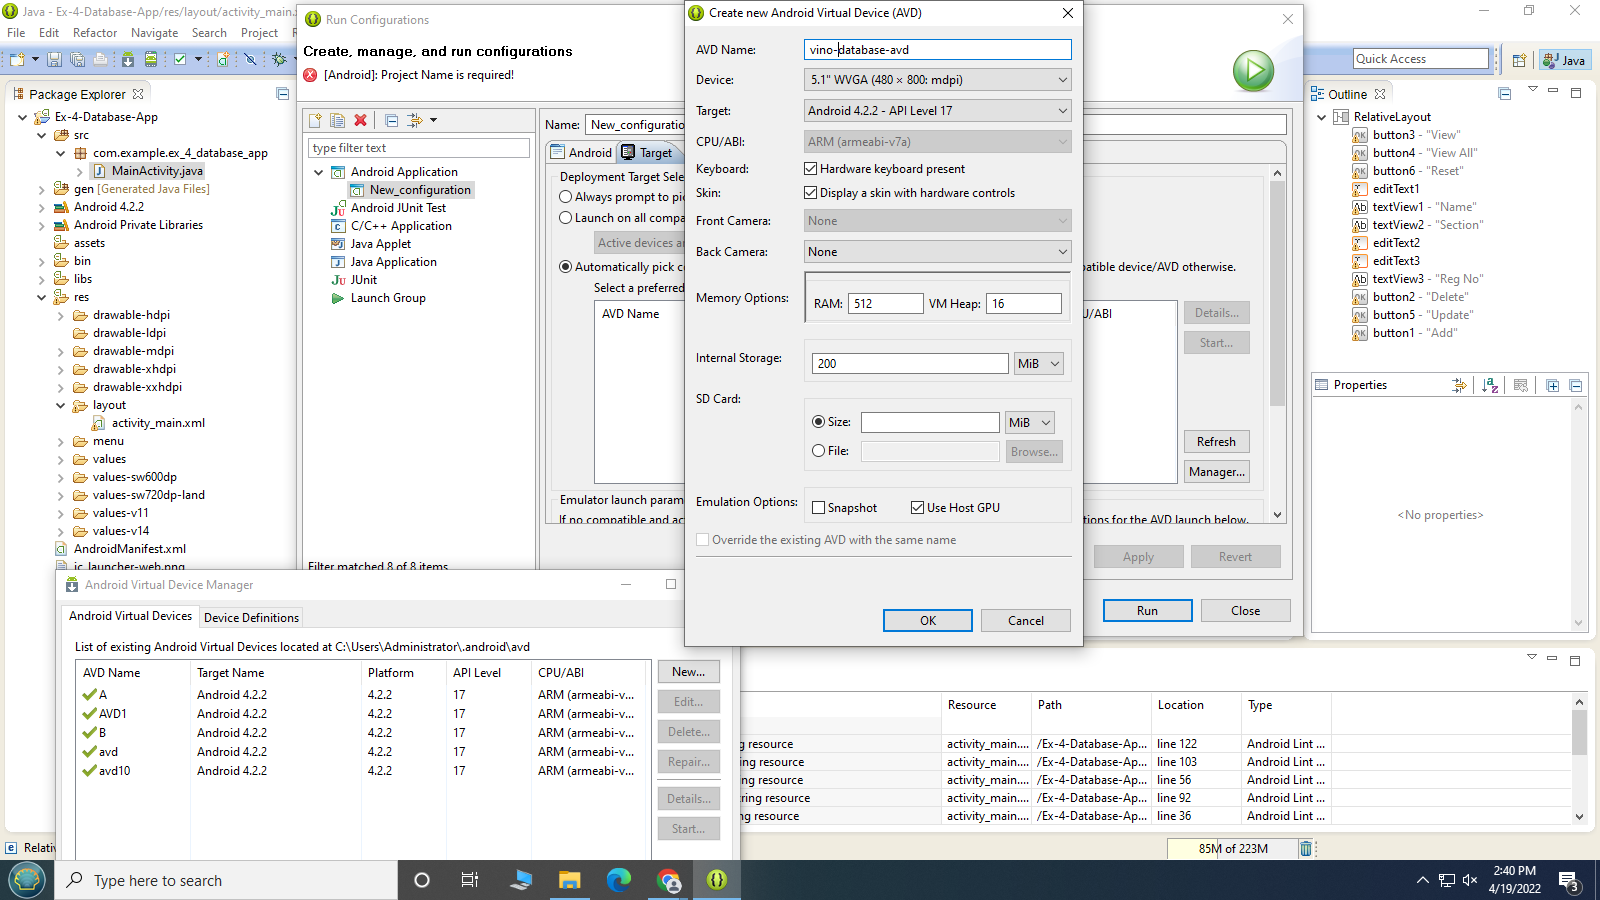 Java - Ex-4-Database-App/res/layout/activity_main.
File Edit Refactor Navigate Search Project
Quick Access
Java
Package Explorer
Ex-4-Database-App
src
com.example.ex_4_database_app
MainActivity.java
gen [Generated Java Files]
Android 4.2.2
Android Private Libraries
assets
bin
libs
res
drawable-hdpi
drawable-ldpi
drawable-mdpi
drawable-xhdpi
drawable-xxhdpi
layout
activity_main.xml
menu
values
values-sw600dp
values-sw720dp-land
values-v11
values-v14
AndroidManifest.xml
ic_launcher-web.png
Run Configurations
Create, manage, and run configurations
[Android]: Project Name is required!
type filter text
Android Application
New_configuration
Android JUnit Test
C/C++ Application
Java Applet
Java Application
JUnit
Launch Group
Filter matched 8 of 8 items
Name: New_configuratio
Android Target
Deployment Target Sele
Always prompt to pic
Launch on all compa
Active devices a
Automatically pick c
patible device/AVD otherwise.
Select a preferred
AVD Name
U/ABI
Details...
Start...
Refresh
Manager...
Emulator launch param
If no compatible and ac
tions for the AVD launch below.
Apply Revert
Run Close
Create new Android Virtual Device (AVD)
AVD Name: vino-database-avd
Device: 5.1" WVGA (480 × 800: mdpi)
Target: Android 4.2.2 - API Level 17
CPU/ABI: ARM (armeabi-v7a)
Keyboard: Hardware keyboard present
Skin: Display a skin with hardware controls
Front Camera: None
Back Camera: None
Memory Options: RAM: 512 VM Heap: 16
Internal Storage: 200 MiB
SD Card:
Size: MiB
File: Browse...
Emulation Options: Snapshot Use Host GPU
Override the existing AVD with the same name
OK Cancel
Outline
RelativeLayout
button3 - "View"
button4 - "View All"
button6 - "Reset"
editText1
textView1 - "Name"
textView2 - "Section"
editText2
editText3
textView3 - "Reg No"
button2 - "Delete"
button5 - "Update"
button1 - "Add"
Properties
<No properties>
Android Virtual Device Manager
Android Virtual Devices Device Definitions
List of existing Android Virtual Devices located at C:\Users\Administrator\.android\avd
AVD Name Target Name Platform API Level CPU/ABI
A Android 4.2.2 4.2.2 17 ARM (armeabi-v...
AVD1 Android 4.2.2 4.2.2 17 ARM (armeabi-v...
B Android 4.2.2 4.2.2 17 ARM (armeabi-v...
avd Android 4.2.2 4.2.2 17 ARM (armeabi-v...
avd10 Android 4.2.2 4.2.2 17 ARM (armeabi-v...
New...
Edit...
Delete...
Repair...
Details...
Start...
Resource Path Location Type
g resource activity_main.... /Ex-4-Database-Ap... line 122 Android Lint ...
ing resource activity_main.... /Ex-4-Database-Ap... line 103 Android Lint ...
g resource activity_main.... /Ex-4-Database-Ap... line 56 Android Lint ...
tring resource activity_main.... /Ex-4-Database-Ap... line 92 Android Lint ...
g resource activity_main.... /Ex-4-Database-Ap... line 36 Android Lint ...
Relativ
85M of 223M
Type here to search
2:40 PM
4/19/2022
3